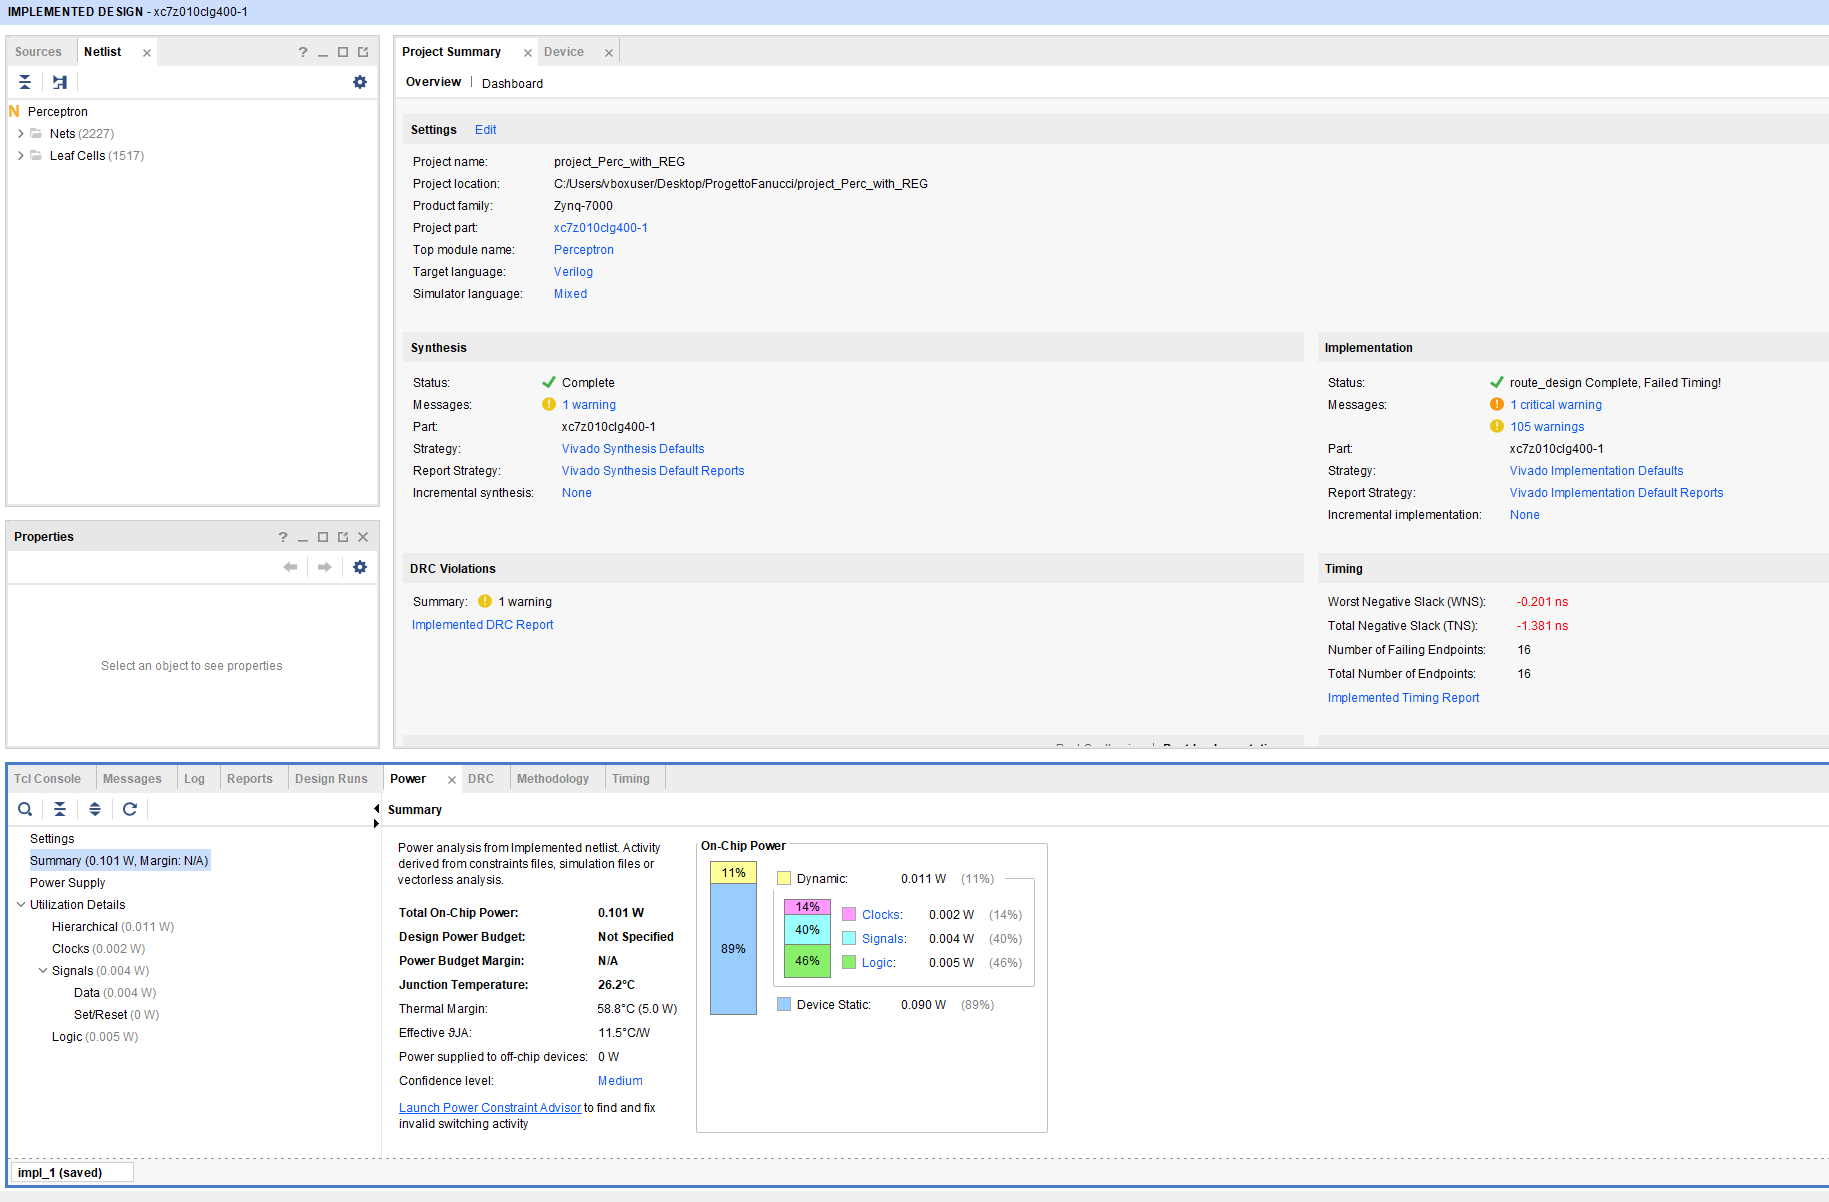 IMPLEMENTED DESIGN - xc7z010clg400-1
Sources
Netlist
Perceptron
Nets (2227)
Leaf Cells (1517)
Properties
Select an object to see properties
Project Summary
Device
Overview
Dashboard
Settings Edit
Project name: project_Perc_with_REG
Project location: C:/Users/vboxuser/Desktop/ProgettoFanucci/project_Perc_with_REG
Product family: Zynq-7000
Project part: xc7z010clg400-1
Top module name: Perceptron
Target language: Verilog
Simulator language: Mixed
Synthesis
Status: Complete
Messages: 1 warning
Part: xc7z010clg400-1
Strategy: Vivado Synthesis Defaults
Report Strategy: Vivado Synthesis Default Reports
Incremental synthesis: None
Implementation
Status: route_design Complete, Failed Timing!
Messages: 1 critical warning
105 warnings
Part: xc7z010clg400-1
Strategy: Vivado Implementation Defaults
Report Strategy: Vivado Implementation Default Reports
Incremental implementation: None
DRC Violations
Summary: 1 warning
Implemented DRC Report
Timing
Worst Negative Slack (WNS): -0.201 ns
Total Negative Slack (TNS): -1.381 ns
Number of Failing Endpoints: 16
Total Number of Endpoints: 16
Implemented Timing Report
Tcl Console
Messages
Log
Reports
Design Runs
Power
DRC
Methodology
Timing
Settings
Summary (0.101 W, Margin: N/A)
Power Supply
Utilization Details
Hierarchical (0.011 W)
Clocks (0.002 W)
Signals (0.004 W)
Data (0.004 W)
Set/Reset (0 W)
Logic (0.005 W)
Summary
Power analysis from Implemented netlist. Activity
derived from constraints files, simulation files or
vectorless analysis.
Total On-Chip Power: 0.101 W
Design Power Budget: Not Specified
Power Budget Margin: N/A
Junction Temperature: 26.2°C
Thermal Margin: 58.8°C (5.0 W)
Effective ϑJA: 11.5°C/W
Power supplied to off-chip devices: 0 W
Confidence level: Medium
Launch Power Constraint Advisor to find and fix
invalid switching activity
On-Chip Power
11%
89%
Dynamic: 0.011 W (11%)
14%
40%
46%
Clocks: 0.002 W (14%)
Signals: 0.004 W (40%)
Logic: 0.005 W (46%)
Device Static: 0.090 W (89%)
impl_1 (saved)